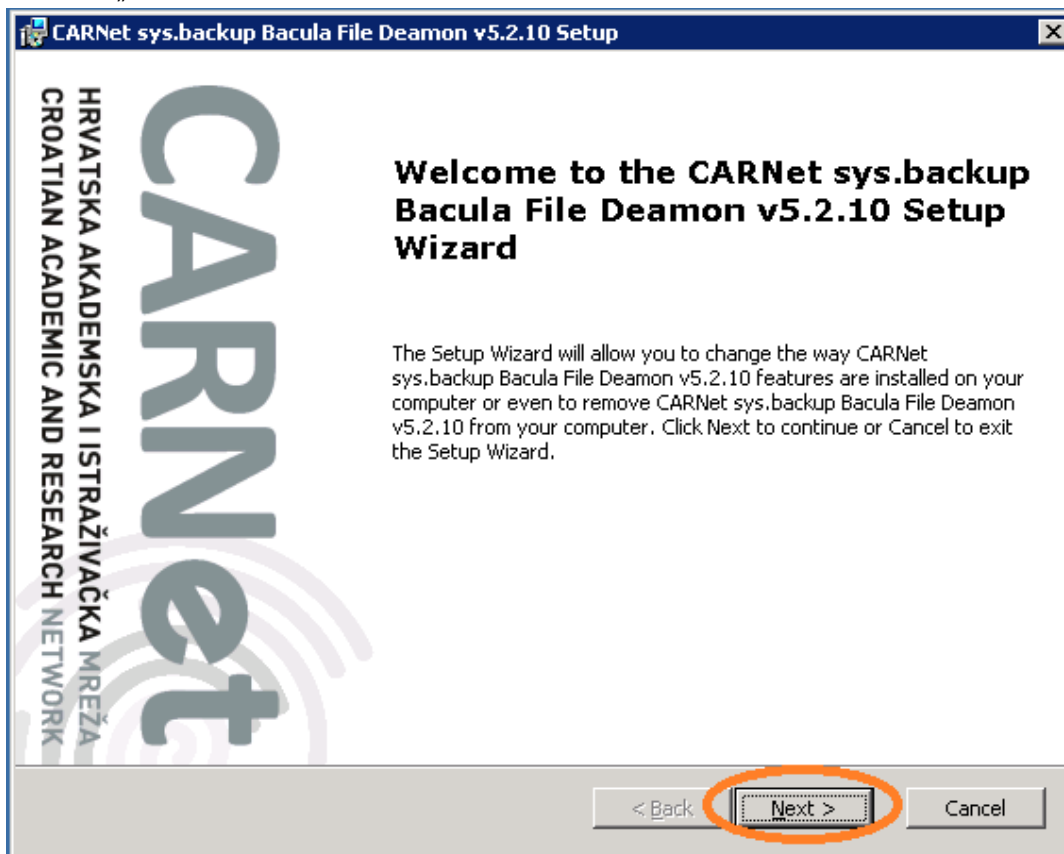 „
CARNet sys.backup Bacula File Deamon v5.2.10 Setup
HRVATSKA AKADEMSKA I ISTRAŽIVAČKA MREŽA
CROATIAN ACADEMIC AND RESEARCH NETWORK
CARNet
Welcome to the CARNet sys.backup
Bacula File Deamon v5.2.10 Setup
Wizard
The Setup Wizard will allow you to change the way CARNet
sys.backup Bacula File Deamon v5.2.10 features are installed on your
computer or even to remove CARNet sys.backup Bacula File Deamon
v5.2.10 from your computer. Click Next to continue or Cancel to exit
the Setup Wizard.
< Back
Next >
Cancel